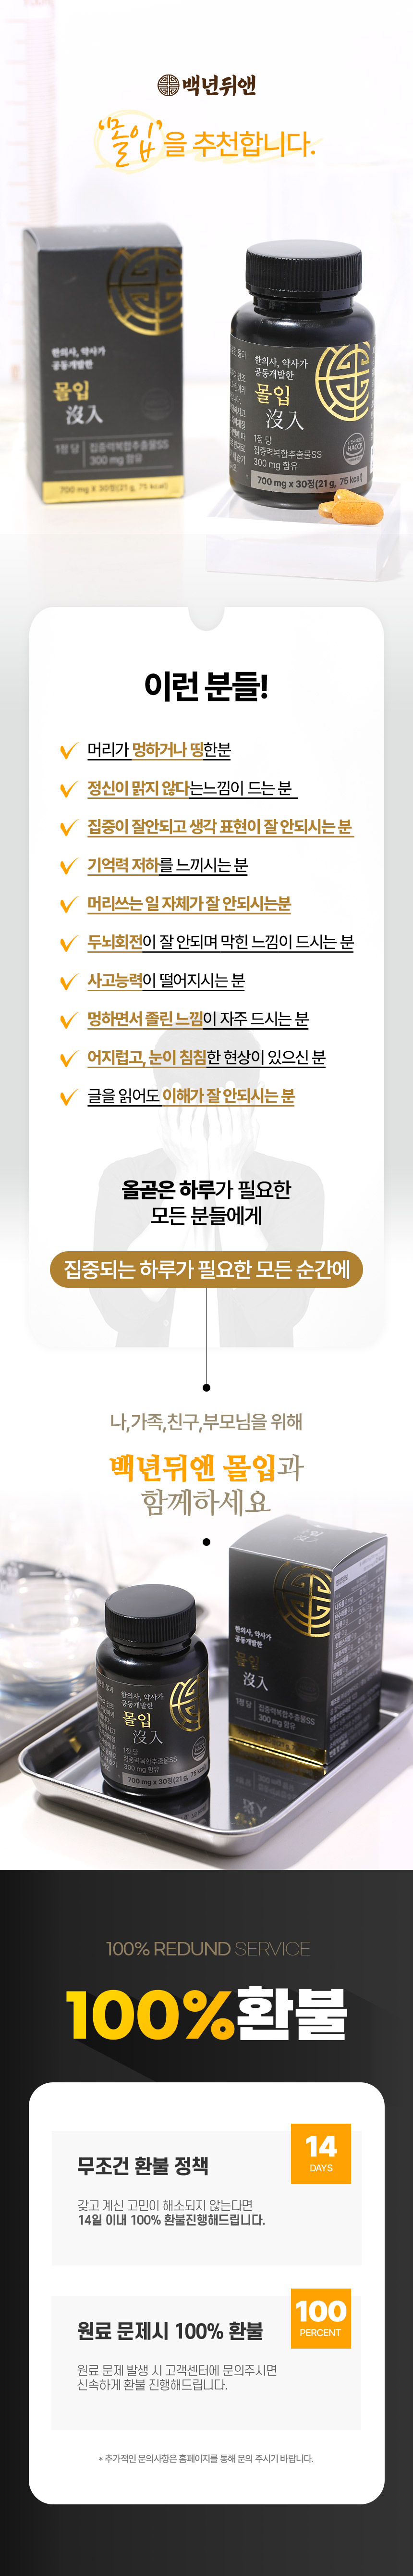 백년뒤앤
'몰입'을 추천합니다.
한의사, 약사가
공동개발한
몰입
沒入
1정 당
집중력복합추출물SS
300 mg 함유
700 mg x 30정(21 g, 75 kcal)
한의사, 약사가
공동개발한
몰입
沒入
1정 당
집중력복합추출물SS
300 mg 함유
HACCP
700 mg x 30정(21 g, 75 kcal)
이런 분들!
머리가 멍하거나 띵한분
정신이 맑지 않다는느낌이 드는 분
집중이 잘안되고 생각 표현이 잘 안되시는 분
기억력 저하를 느끼시는 분
머리쓰는 일 자체가 잘 안되시는분
두뇌회전이 잘 안되며 막힌 느낌이 드시는 분
사고능력이 떨어지시는 분
멍하면서 졸린 느낌이 자주 드시는 분
어지럽고, 눈이 침침한 현상이 있으신 분
글을 읽어도 이해가 잘 안되시는 분
올곧은 하루가 필요한
모든 분들에게
집중되는 하루가 필요한 모든 순간에
나,가족,친구,부모님을 위해
백년뒤앤 몰입과
함께하세요
한의사, 약사가
공동개발한
몰입
沒入
1정 당
집중력복합추출물SS
300 mg 함유
한의사, 약사가
공동개발한
몰입
沒入
1정 당
집중력복합추출물SS
300 mg 함유
700 mg x 30정(21 g, 75 kcal)
100% REDUND SERVICE
100%환불
14
DAYS
무조건 환불 정책
갖고 계신 고민이 해소되지 않는다면
14일 이내 100% 환불진행해드립니다.
100
PERCENT
원료 문제시 100% 환불
원료 문제 발생 시 고객센터에 문의주시면
신속하게 환불 진행해드립니다.
* 추가적인 문의사항은 홈페이지를 통해 문의 주시기 바랍니다.